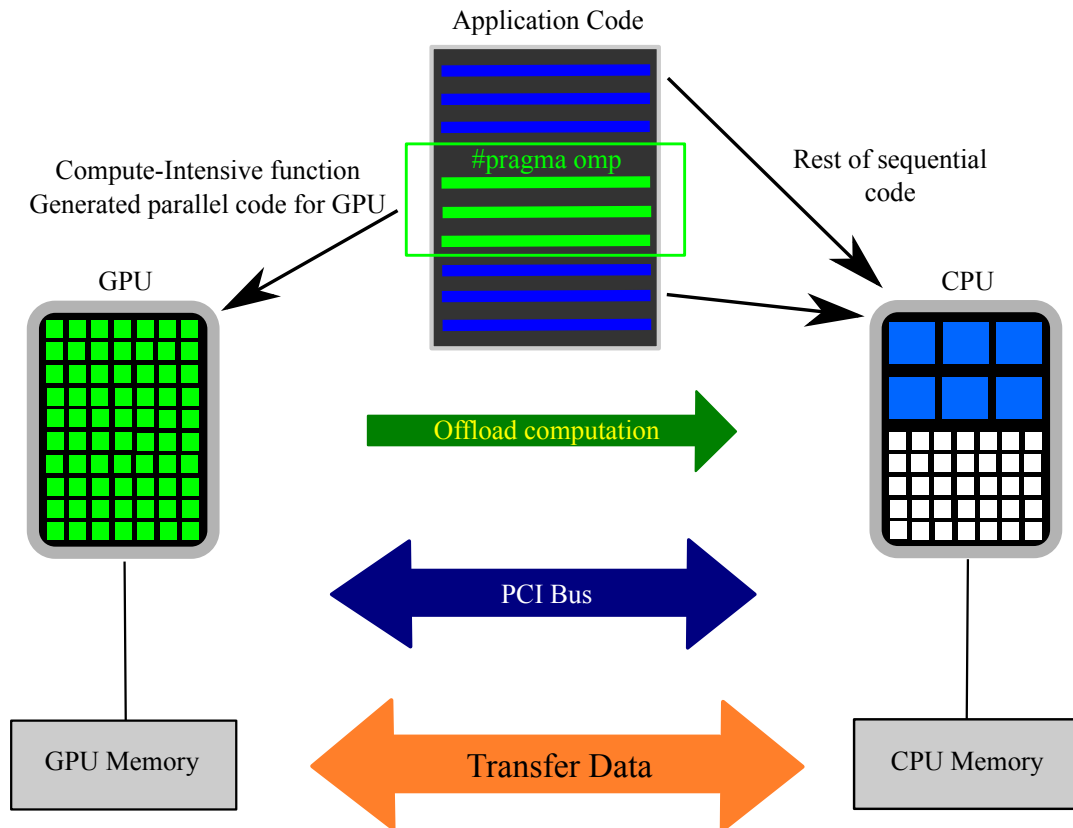 Application Code
#pragma omp
Compute-Intensive function
Generated parallel code for GPU
Rest of sequential
code
GPU
CPU
Offload computation
PCI Bus
GPU Memory
Transfer Data
CPU Memory